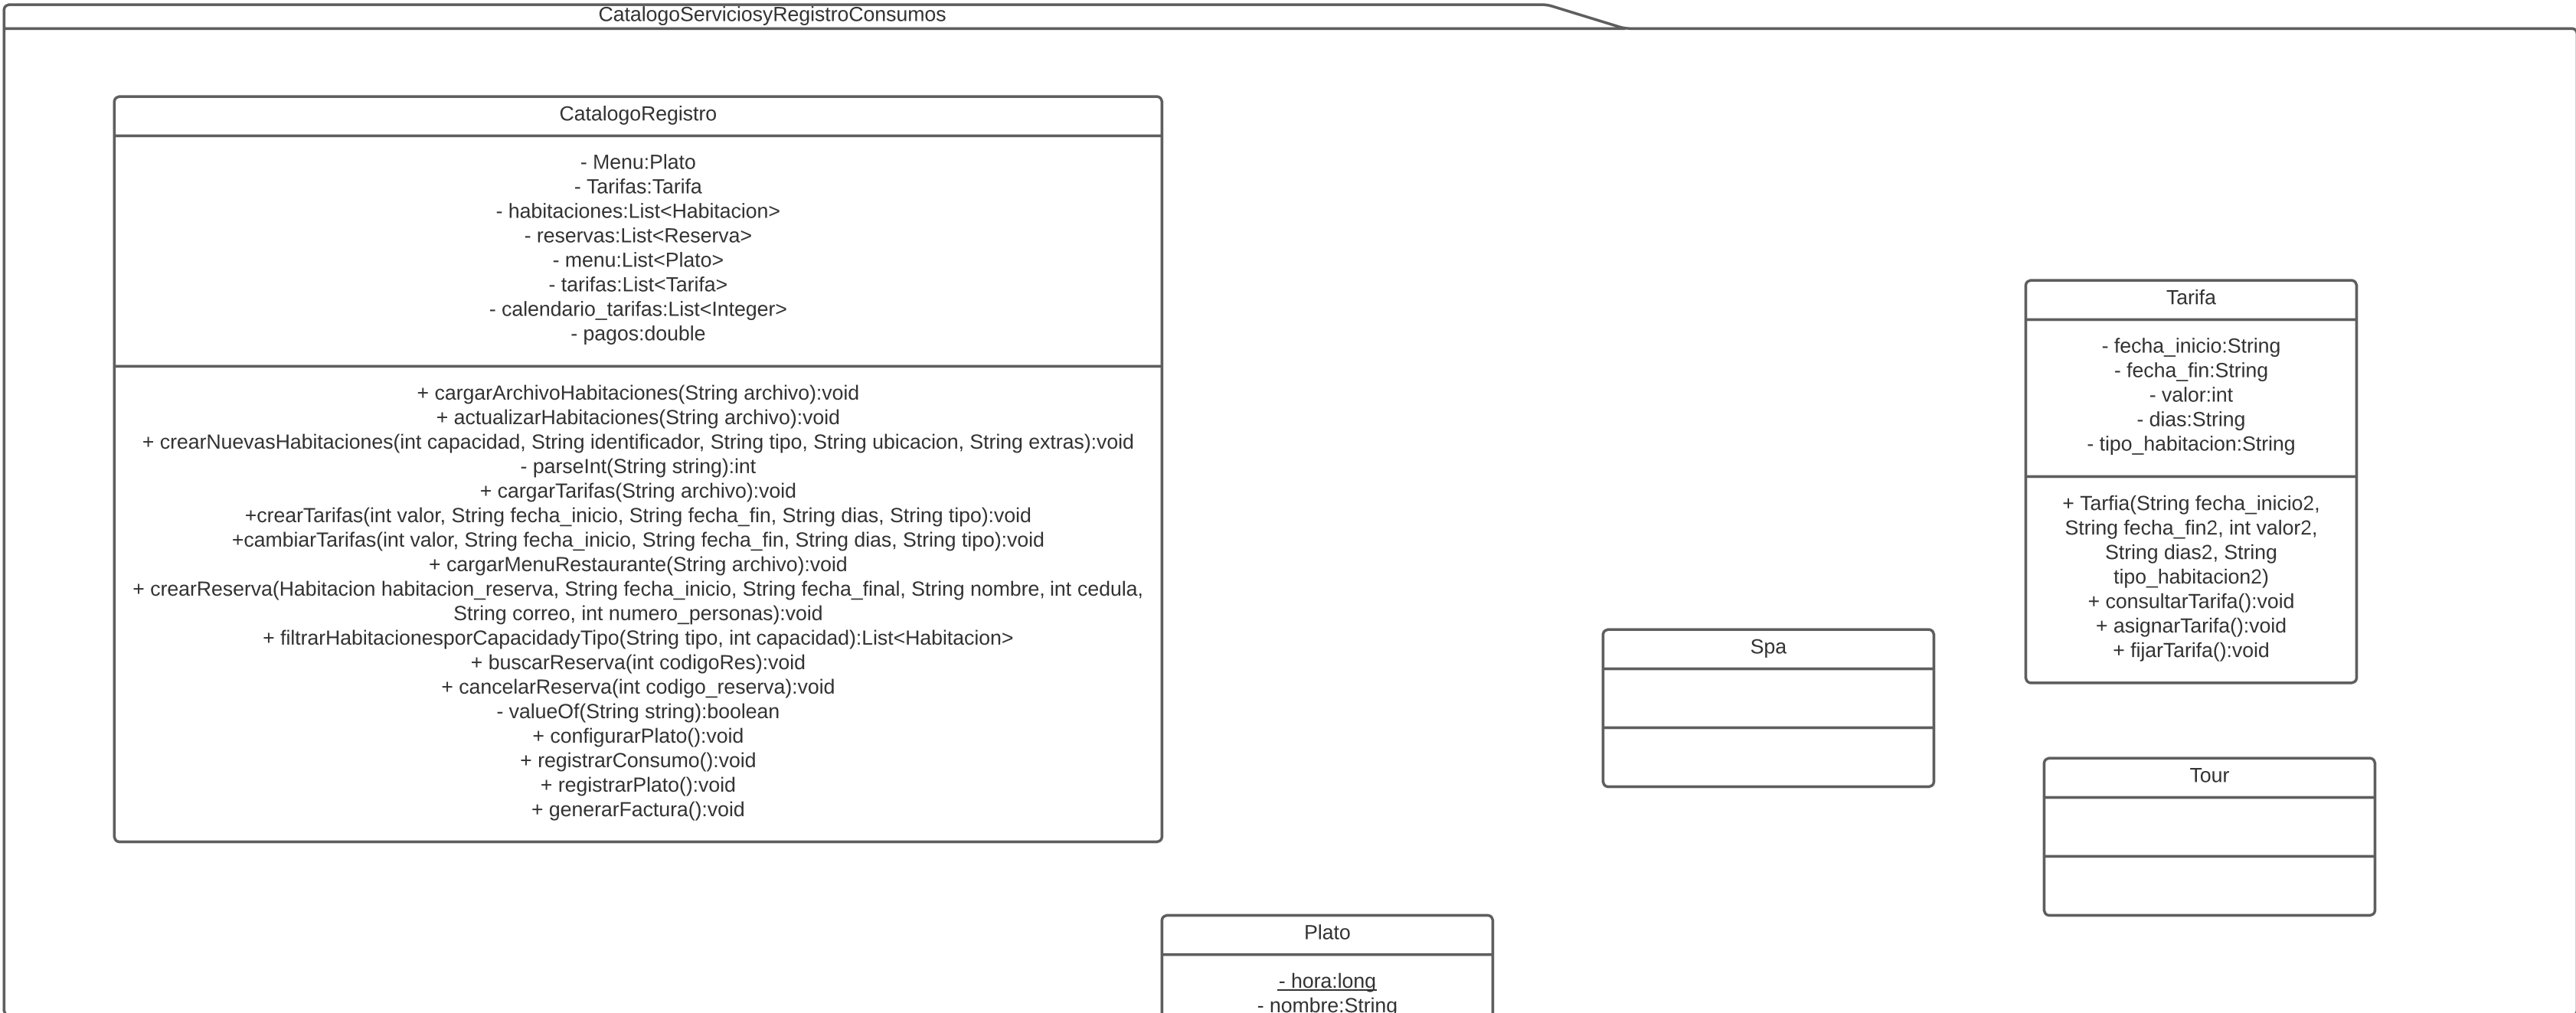 CatalogoServiciosyRegistroConsumos
CatalogoRegistro
- Menu:Plato
- Tarifas:Tarifa
- habitaciones:List<Habitacion>
- reservas:List<Reserva>
- menu:List<Plato>
- tarifas:List<Tarifa>
- calendario_tarifas:List<Integer>
- pagos:double
+ cargarArchivoHabitaciones(String archivo):void
+ actualizarHabitaciones(String archivo):void
+ crearNuevasHabitaciones(int capacidad, String identificador, String tipo, String ubicacion, String extras):void
- parseInt(String string):int
+ cargarTarifas(String archivo):void
+crearTarifas(int valor, String fecha_inicio, String fecha_fin, String dias, String tipo):void
+cambiarTarifas(int valor, String fecha_inicio, String fecha_fin, String dias, String tipo):void
+ cargarMenuRestaurante(String archivo):void
+ crearReserva(Habitacion habitacion_reserva, String fecha_inicio, String fecha_final, String nombre, int cedula,
String correo, int numero_personas):void
+ filtrarHabitacionesporCapacidadyTipo(String tipo, int capacidad):List<Habitacion>
+ buscarReserva(int codigoRes):void
+ cancelarReserva(int codigo_reserva):void
- valueOf(String string):boolean
+ configurarPlato():void
+ registrarConsumo():void
+ registrarPlato():void
+ generarFactura():void
Tarifa
- fecha_inicio:String
- fecha_fin:String
- valor:int
- dias:String
- tipo_habitacion:String
+ Tarfia(String fecha_inicio2,
String fecha_fin2, int valor2,
String dias2, String
tipo_habitacion2)
+ consultarTarifa():void
+ asignarTarifa():void
+ fijarTarifa():void
Spa
Tour
Plato
- hora:long
- nombre:String